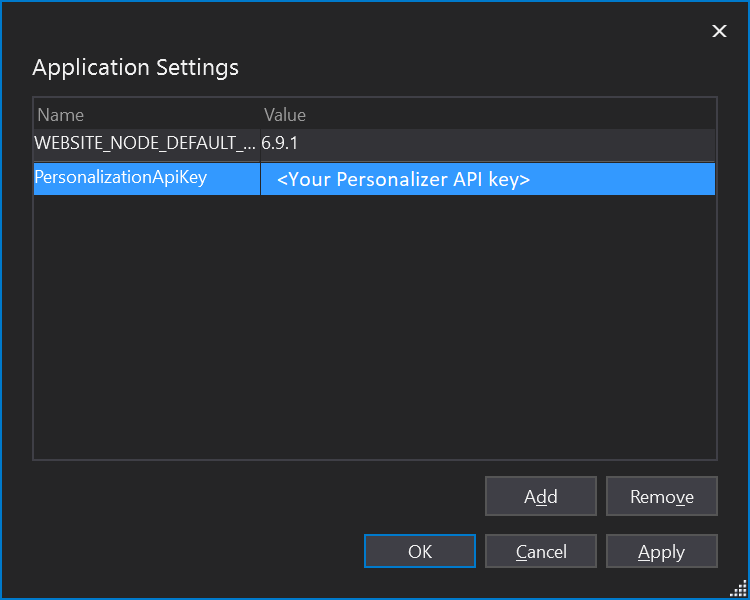 Application Settings
Name Value
WEBSITE_NODE_DEFAULT_... 6.9.1
PersonalizationApiKey <Your Personalizer API key>
Add Remove
OK Cancel Apply